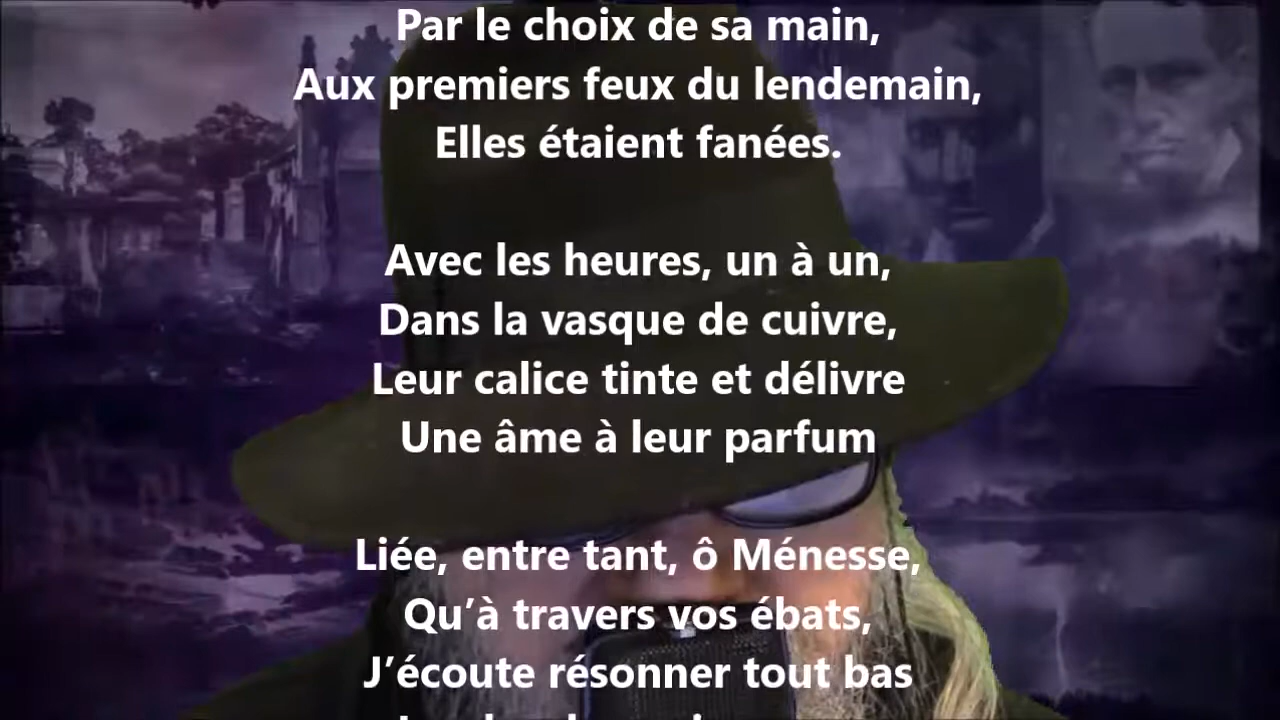 Par le choix de sa main,
Aux premiers feux du lendemain,
Elles étaient fanées.
Avec les heures, un à un,
Dans la vasque de cuivre,
Leur calice tinte et délivre
Une âme à leur parfum
Liée, entre tant, ô Ménesse,
Qu’à travers vos ébats,
J’écoute résonner tout bas